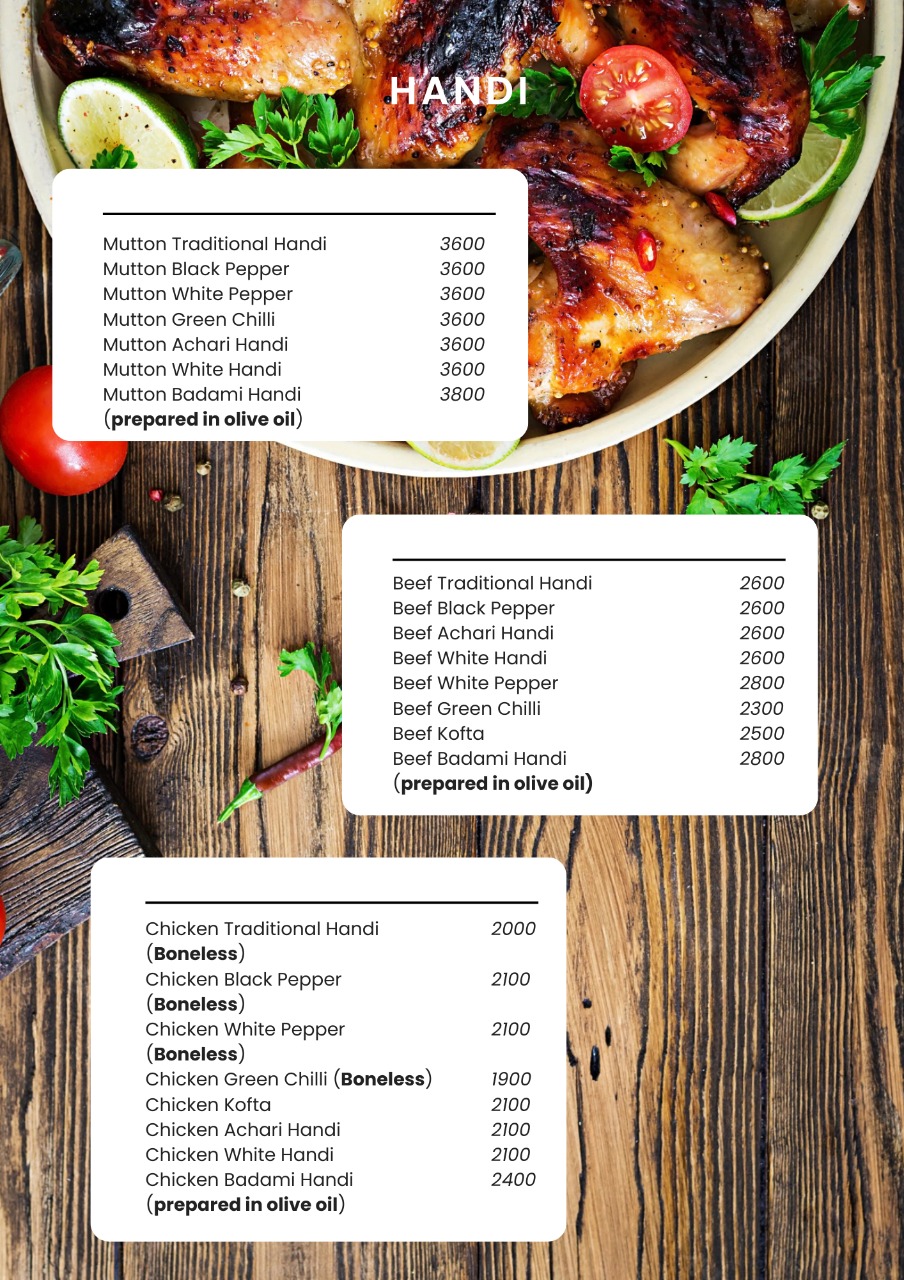 HANDI
Mutton Traditional Handi 3600
Mutton Black Pepper 3600
Mutton White Pepper 3600
Mutton Green Chilli 3600
Mutton Achari Handi 3600
Mutton White Handi 3600
Mutton Badami Handi 3800
(prepared in olive oil)
Beef Traditional Handi 2600
Beef Black Pepper 2600
Beef Achari Handi 2600
Beef White Handi 2600
Beef White Pepper 2800
Beef Green Chilli 2300
Beef Kofta 2500
Beef Badami Handi 2800
(prepared in olive oil)
Chicken Traditional Handi 2000
(Boneless)
Chicken Black Pepper 2100
(Boneless)
Chicken White Pepper 2100
(Boneless)
Chicken Green Chilli (Boneless) 1900
Chicken Kofta 2100
Chicken Achari Handi 2100
Chicken White Handi 2100
Chicken Badami Handi 2400
(prepared in olive oil)